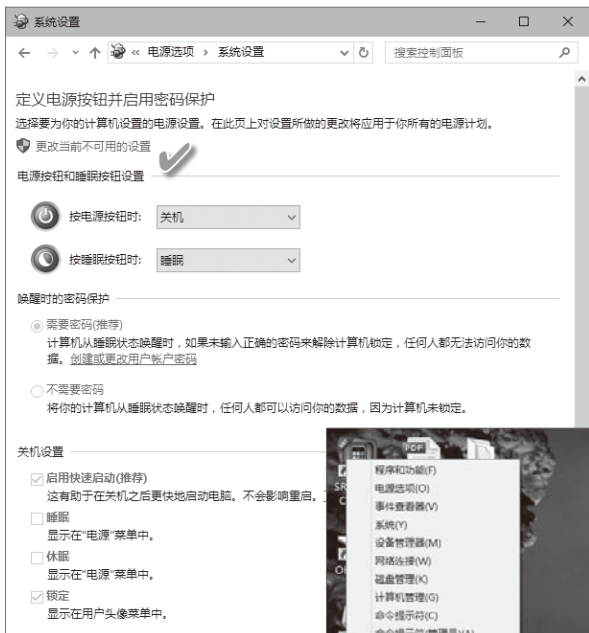 系统设置
« 电源选项 › 系统设置
搜索控制面板
定义电源按钮并启用密码保护
选择要为你的计算机设置的电源设置。在此页上对设置所做的更改将应用于你所有的电源计划。
更改当前不可用的设置
电源按钮和睡眠按钮设置
按电源按钮时: 关机
按睡眠按钮时: 睡眠
唤醒时的密码保护
需要密码(推荐)
计算机从睡眠状态唤醒时，如果未输入正确的密码来解除计算机锁定，任何人都无法访问你的数
据。创建或更改用户帐户密码
不需要密码
将你的计算机从睡眠状态唤醒时，任何人都可以访问你的数据，因为计算机未锁定。
关机设置
启用快速启动(推荐)
这有助于在关机之后更快地启动电脑。不会影响重启。
睡眠
显示在"电源"菜单中。
休眠
显示在"电源"菜单中。
锁定
显示在用户头像菜单中。
PDF
程序和功能(F)
电源选项(O)
事件查看器(V)
系统(Y)
设备管理器(M)
网络连接(W)
磁盘管理(K)
计算机管理(G)
命令提示符(C)
命令提示符(管理员)(A)